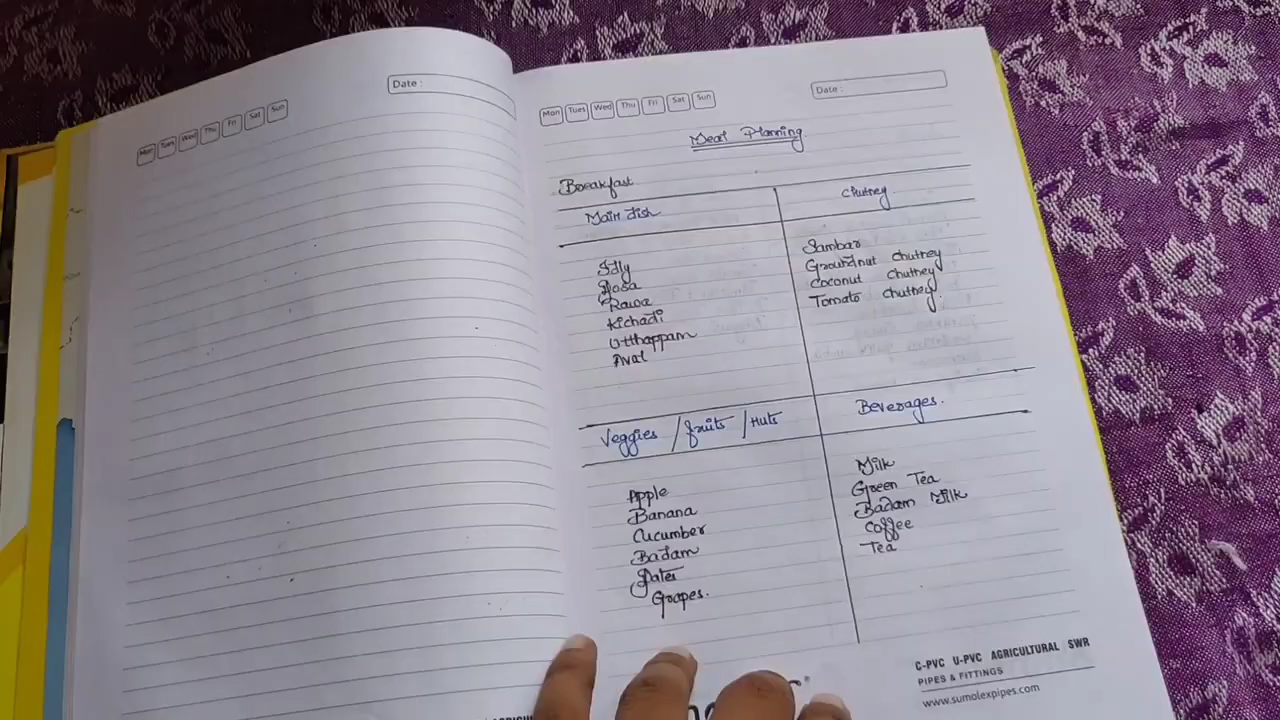 Date :
Mon Tues Wed Thu Fri Sat Sun
Date :
Mon Tues Wed Thu Fri Sat Sun
Meal Planning
Breakfast
Main dish
Chutney
Idly
Dosa
Rawa
Kichadi
Utthappam
Aval
Sambar
Groundnut chutney
Coconut chutney
Tomato chutney
Veggies / fruits / Nuts
Beverages.
Apple
Banana
Cucumber
Badam
Dates
Grapes.
Milk
Green Tea
Badam Milk
Coffee
Tea
C-PVC U-PVC AGRICULTURAL SWR
PIPES & FITTINGS
www.sumolexpipes.com